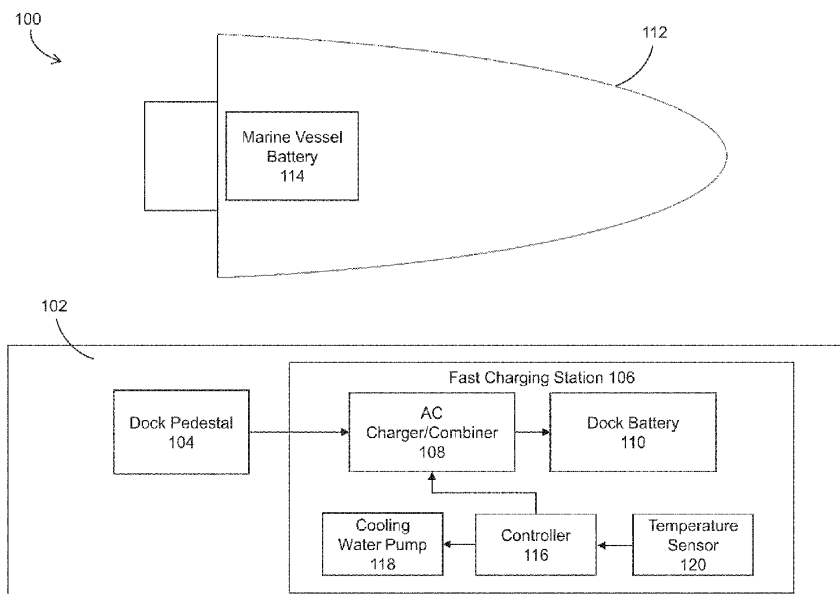 100
112
Marine Vessel
Battery
114
102
Fast Charging Station 106
Dock Pedestal
104
AC
Charger/Combiner
108
Dock Battery
110
Cooling
Water Pump
118
Controller
116
Temperature
Sensor
120